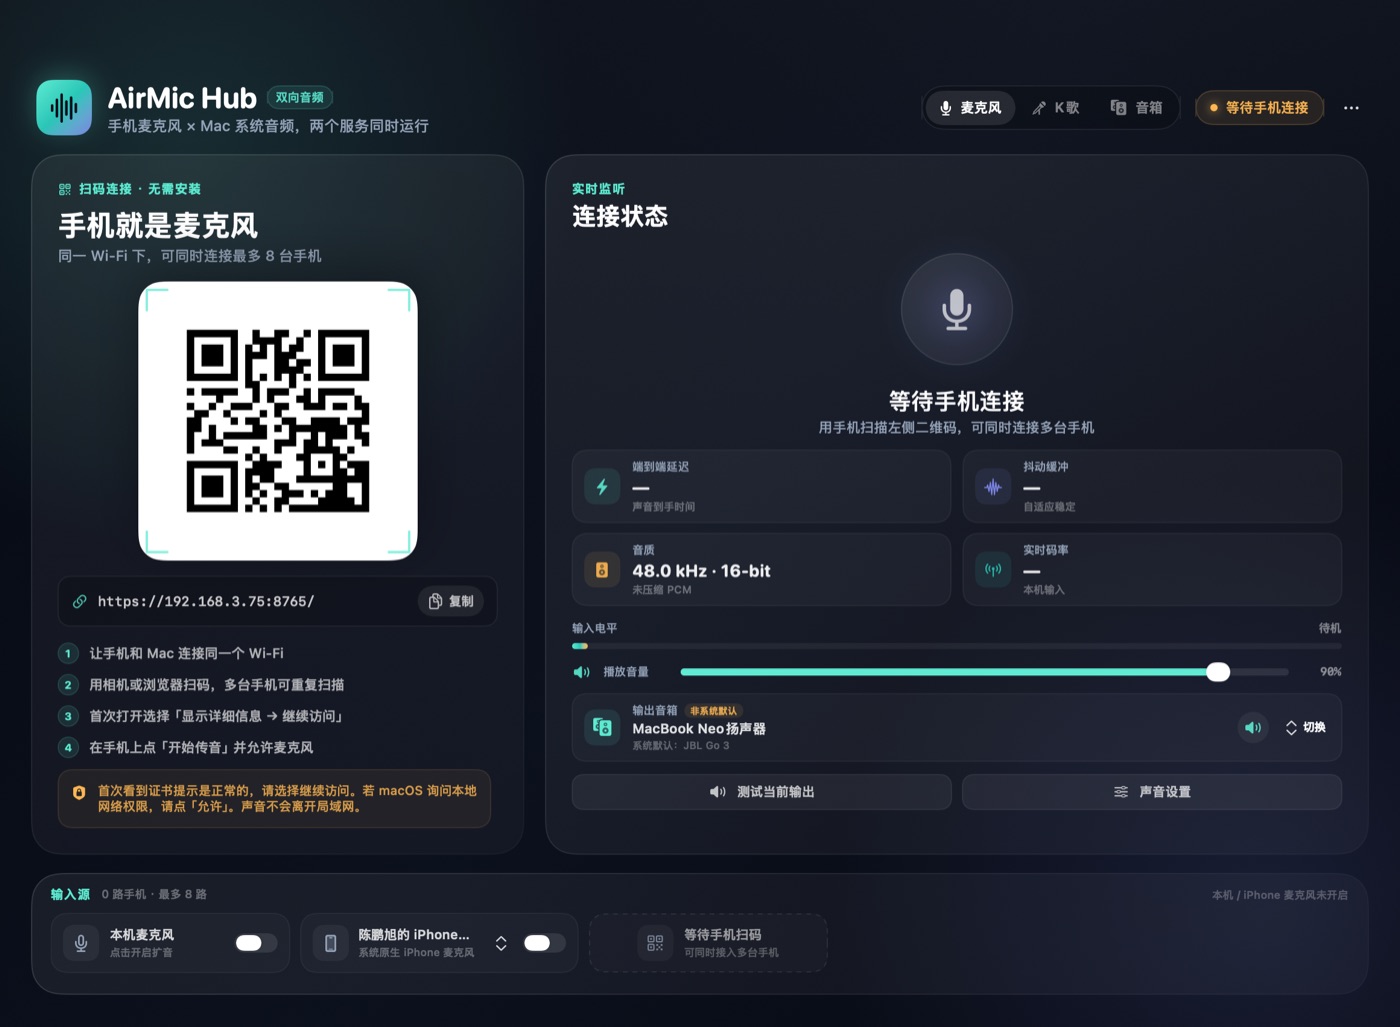 AirMic Hub 双向音频
手机麦克风 × Mac 系统音频，两个服务同时运行
麦克风 K歌 音箱 等待手机连接 ···
扫码连接 · 无需安装
手机就是麦克风
同一 Wi-Fi 下，可同时连接最多 8 台手机
https://192.168.3.75:8765/ 复制
1 让手机和 Mac 连接同一个 Wi-Fi
2 用相机或浏览器扫码，多台手机可重复扫描
3 首次打开选择「显示详细信息 → 继续访问」
4 在手机上点「开始传音」并允许麦克风
首次看到证书提示是正常的，请选择继续访问。若 macOS 询问本地
网络权限，请点「允许」。声音不会离开局域网。
实时监听
连接状态
等待手机连接
用手机扫描左侧二维码，可同时连接多台手机
端到端延迟
—
声音到手时间
抖动缓冲
—
自适应稳定
音质
48.0 kHz · 16-bit
未压缩 PCM
实时码率
—
本机输入
输入电平 待机
播放音量 90%
输出音箱 非系统默认
MacBook Neo扬声器
系统默认：JBL Go 3
切换
测试当前输出
声音设置
输入源 0 路手机 · 最多 8 路
本机 / iPhone 麦克风未开启
本机麦克风
点击开启扩音
陈鹏旭的 iPhone...
系统原生 iPhone 麦克风
等待手机扫码
可同时接入多台手机